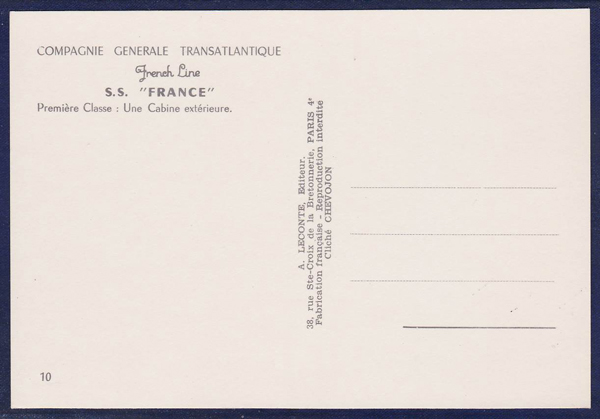 COMPAGNIE GENERALE TRANSATLANTIQUE
French Line
S.S. "FRANCE"
Première Classe : Une Cabine extérieure.
A. LECONTE, Editeur.
38, rue Ste-Croix de la Bretonnerie, PARIS 4e
Fabrication française - Reproduction interdite
Cliché CHEVOJON
10